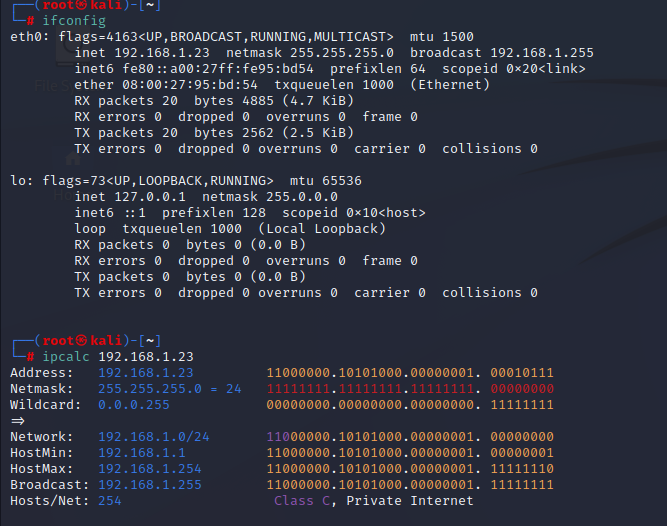 ┌──(root㉿kali)-[~]
└─# ifconfig
eth0: flags=4163<UP,BROADCAST,RUNNING,MULTICAST>  mtu 1500
        inet 192.168.1.23  netmask 255.255.255.0  broadcast 192.168.1.255
        inet6 fe80::a00:27ff:fe95:bd54  prefixlen 64  scopeid 0×20<link>
        ether 08:00:27:95:bd:54  txqueuelen 1000  (Ethernet)
        RX packets 20  bytes 4885 (4.7 KiB)
        RX errors 0  dropped 0  overruns 0  frame 0
        TX packets 20  bytes 2562 (2.5 KiB)
        TX errors 0  dropped 0 overruns 0  carrier 0  collisions 0

lo: flags=73<UP,LOOPBACK,RUNNING>  mtu 65536
        inet 127.0.0.1  netmask 255.0.0.0
        inet6 ::1  prefixlen 128  scopeid 0×10<host>
        loop  txqueuelen 1000  (Local Loopback)
        RX packets 0  bytes 0 (0.0 B)
        RX errors 0  dropped 0  overruns 0  frame 0
        TX packets 0  bytes 0 (0.0 B)
        TX errors 0  dropped 0 overruns 0  carrier 0  collisions 0

┌──(root㉿kali)-[~]
└─# ipcalc 192.168.1.23
Address:   192.168.1.23         11000000.10101000.00000001. 00010111
Netmask:   255.255.255.0 = 24   11111111.11111111.11111111. 00000000
Wildcard:  0.0.0.255            00000000.00000000.00000000. 11111111
⇒
Network:   192.168.1.0/24       11000000.10101000.00000001. 00000000
HostMin:   192.168.1.1          11000000.10101000.00000001. 00000001
HostMax:   192.168.1.254        11000000.10101000.00000001. 11111110
Broadcast: 192.168.1.255        11000000.10101000.00000001. 11111111
Hosts/Net: 254                   Class C, Private Internet